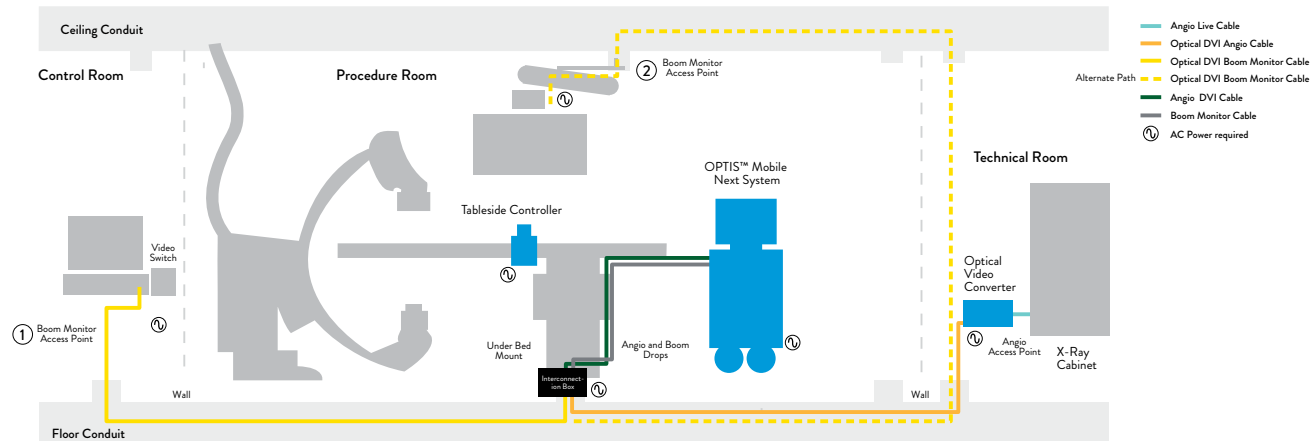 Ceiling Conduit
Control Room
Procedure Room
2
Boom Monitor
Access Point
Angio Live Cable
Optical DVI Angio Cable
Optical DVI Boom Monitor Cable
Alternate Path
Optical DVI Boom Monitor Cable
Angio DVI Cable
Boom Monitor Cable
AC Power required
Technical Room
OPTIS™ Mobile
Next System
Tableside Controller
Video
Switch
Optical
Video
Converter
1
Boom Monitor
Access Point
Under Bed
Mount
Angio and Boom
Drops
Angio
Access Point
X-Ray
Cabinet
Interconnect-
ion Box
Wall
Wall
Floor Conduit